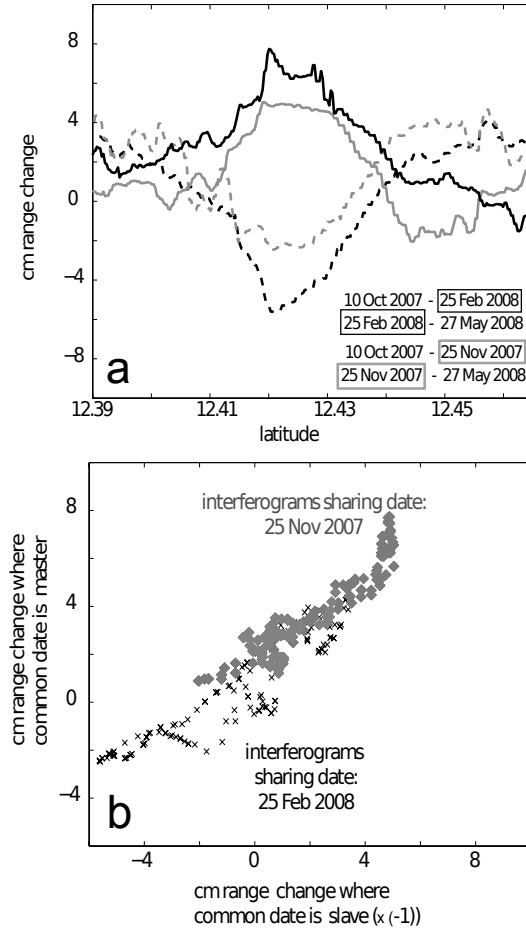 8
4
0
−4
−8
cm range change
10 Oct 2007 - 25 Feb 2008
25 Feb 2008 - 27 May 2008
10 Oct 2007 - 25 Nov 2007
25 Nov 2007 - 27 May 2008
a
12.39 12.41 12.43 12.45
latitude
8
4
0
−4
cm range change where
common date is master
interferograms sharing date:
25 Nov 2007
interferograms
sharing date:
25 Feb 2008
b
−4 0 4 8
cm range change where
common date is slave (x (-1))